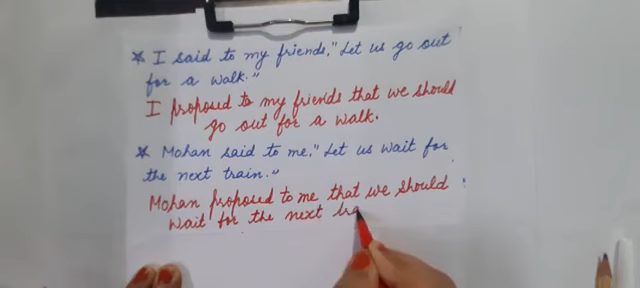 * I said to my friends, "Let us go out
for a walk."
I proposed to my friends that we should
go out for a walk.
* Mohan said to me, "Let us wait for
the next train."
Mohan proposed to me that we should
wait for the next tra